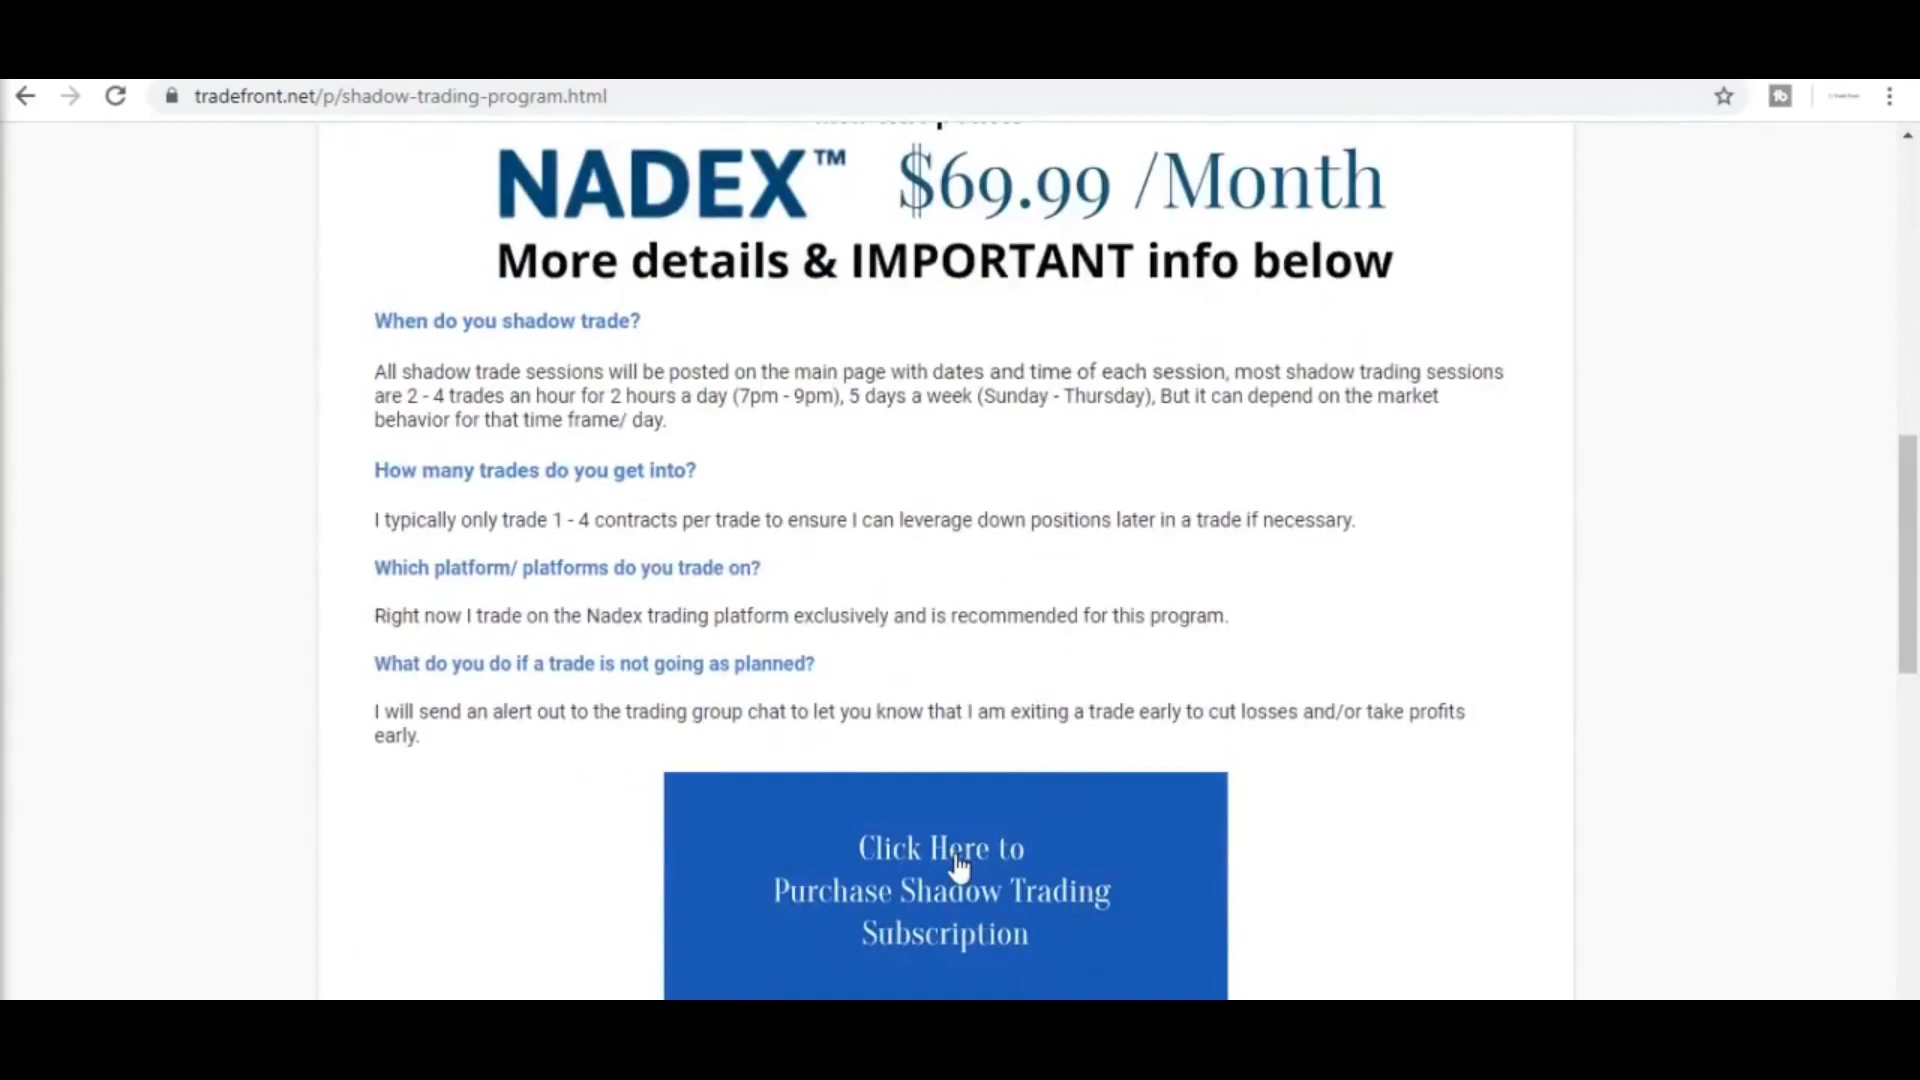 tradefront.net/p/shadow-trading-program.html
NADEX™ $69.99 /Month
More details & IMPORTANT info below
When do you shadow trade?
All shadow trade sessions will be posted on the main page with dates and time of each session, most shadow trading sessions
are 2 - 4 trades an hour for 2 hours a day (7pm - 9pm), 5 days a week (Sunday - Thursday), But it can depend on the market
behavior for that time frame/ day.
How many trades do you get into?
I typically only trade 1 - 4 contracts per trade to ensure I can leverage down positions later in a trade if necessary.
Which platform/ platforms do you trade on?
Right now I trade on the Nadex trading platform exclusively and is recommended for this program.
What do you do if a trade is not going as planned?
I will send an alert out to the trading group chat to let you know that I am exiting a trade early to cut losses and/or take profits
early.
Click Here to
Purchase Shadow Trading
Subscription